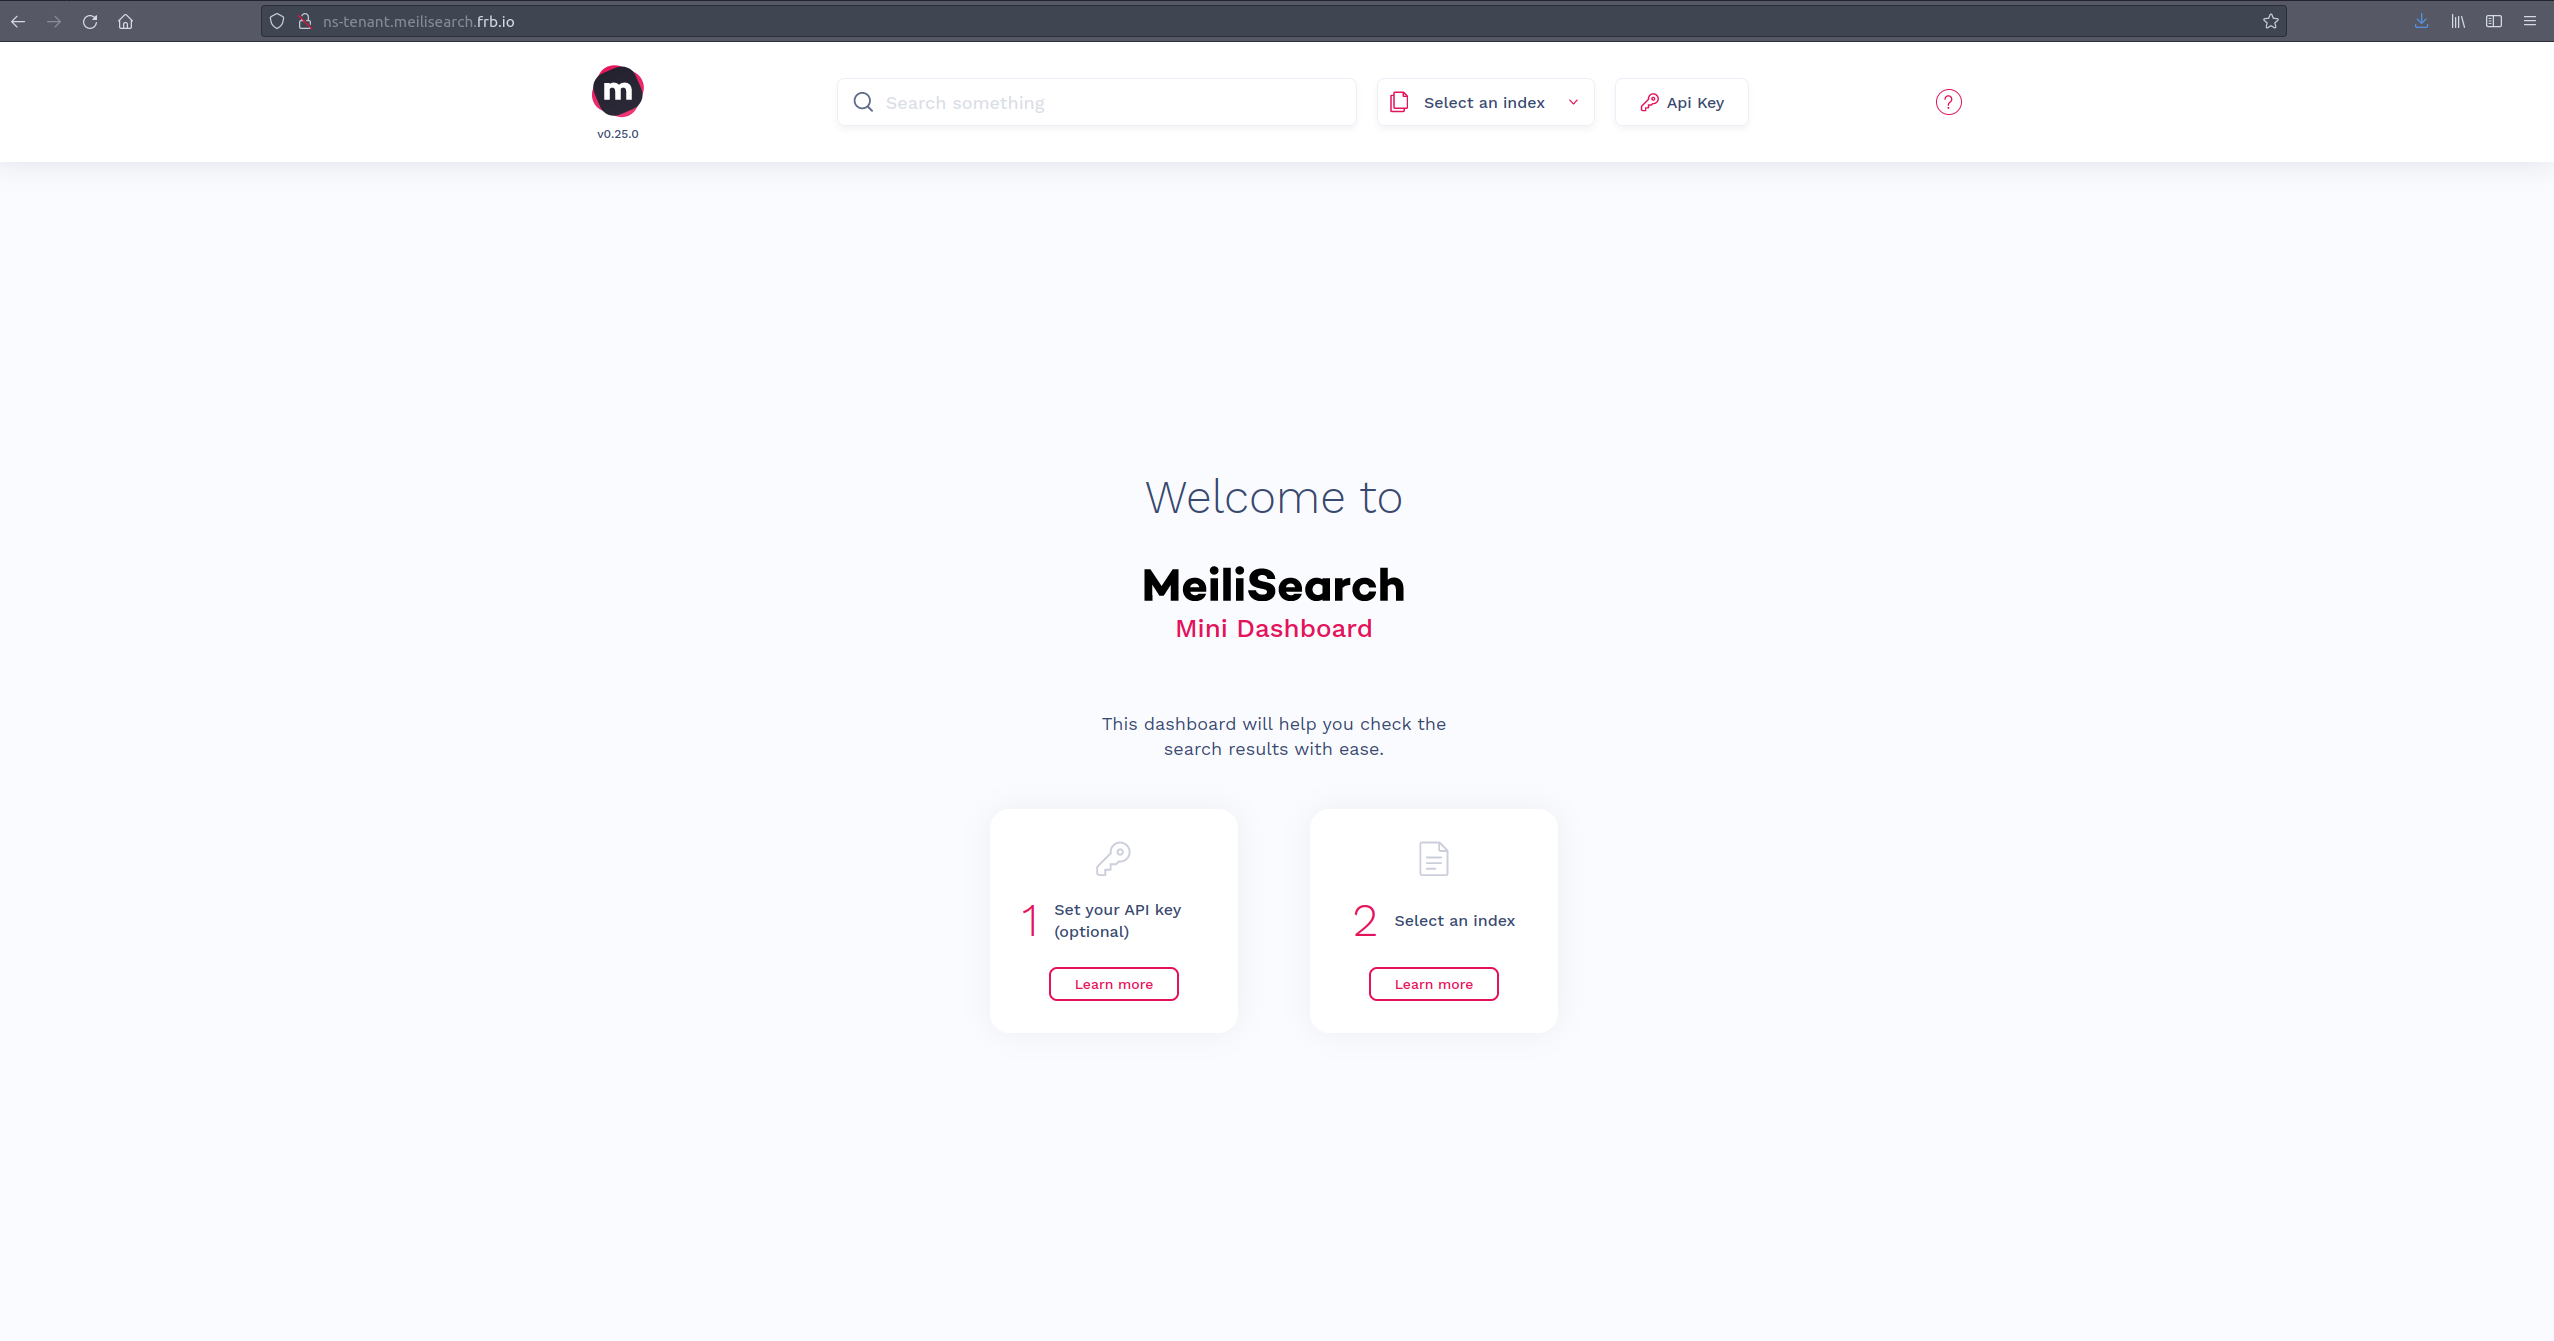 ns-tenant.meilisearch.frb.io
m
v0.25.0
Search something
Select an index
Api Key
?
Welcome to
MeiliSearch
Mini Dashboard
This dashboard will help you check the
search results with ease.
1 Set your API key
(optional)
Learn more
2 Select an index
Learn more